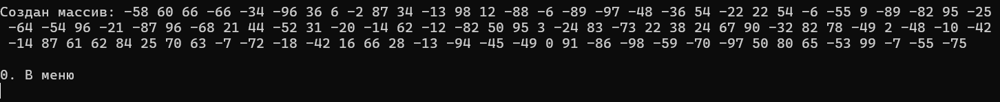 Создан массив: -58 60 66 -66 -34 -96 36 6 -2 87 34 -13 98 12 -88 -6 -89 -97 -48 -36 54 -22 22 54 -6 -55 9 -89 -82 95 -25
-64 -54 96 -21 -87 96 -68 21 44 -52 31 -20 -14 62 -12 -82 50 95 3 -24 83 -73 22 38 24 67 90 -32 82 78 -49 2 -48 -10 -42
-14 87 61 62 84 25 70 63 -7 -72 -18 -42 16 66 28 -13 -94 -45 -49 0 91 -86 -98 -59 -70 -97 50 80 65 -53 99 -7 -55 -75
0. В меню